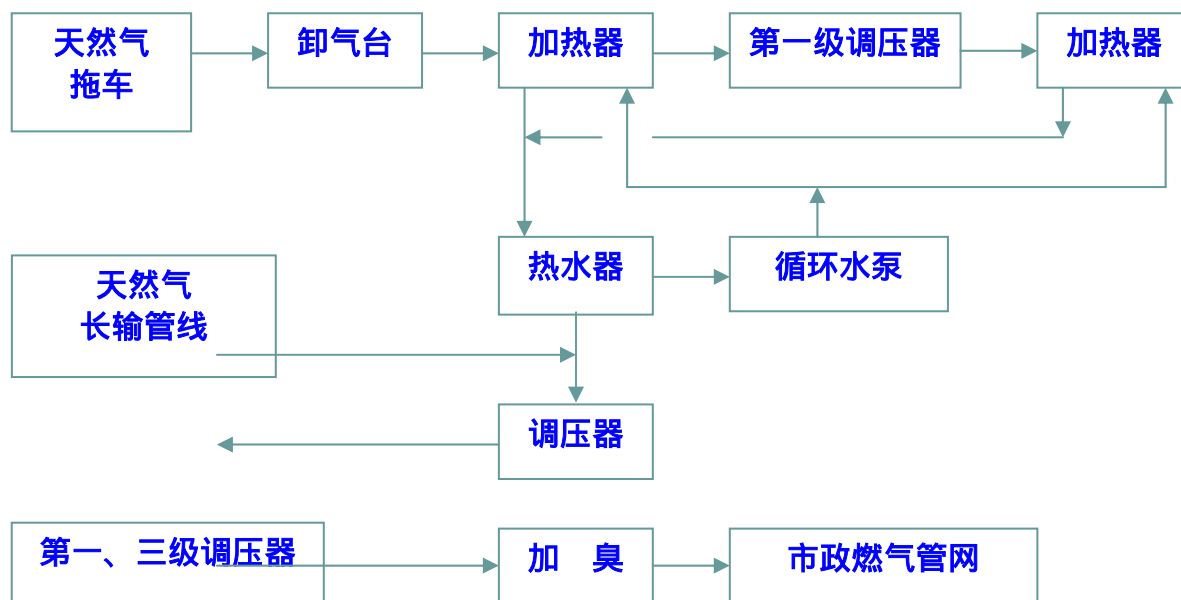 天然气
拖车
卸气台
加热器
第一级调压器
加热器
热水器
循环水泵
天然气
长输管线
调压器
第一、三级调压器
加　臭
市政燃气管网